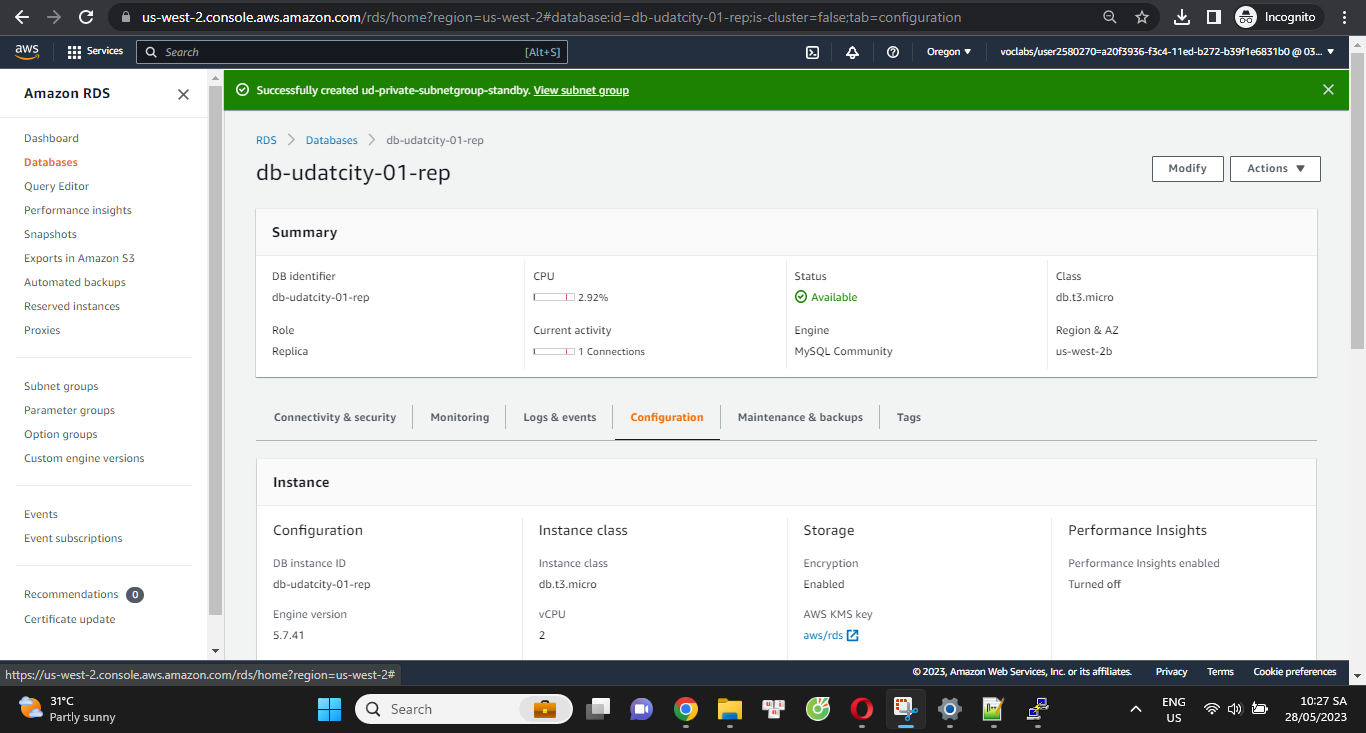 us-west-2.console.aws.amazon.com/rds/home?region=us-west-2#database:id=db-udatcity-01-rep;is-cluster=false;tab=configuration
Incognito
aws
Services
Search
[Alt+S]
Oregon
voclabs/user2580270=a20f3936-f3c4-11ed-b272-b39f1e6831b0 @ 03...
Amazon RDS
Dashboard
Databases
Query Editor
Performance insights
Snapshots
Exports in Amazon S3
Automated backups
Reserved instances
Proxies
Subnet groups
Parameter groups
Option groups
Custom engine versions
Events
Event subscriptions
Recommendations 0
Certificate update
Successfully created ud-private-subnetgroup-standby. View subnet group
RDS
Databases
db-udatcity-01-rep
db-udatcity-01-rep
Modify
Actions
Summary
DB identifier
db-udatcity-01-rep
CPU
2.92%
Status
Available
Class
db.t3.micro
Role
Replica
Current activity
1 Connections
Engine
MySQL Community
Region & AZ
us-west-2b
Connectivity & security
Monitoring
Logs & events
Configuration
Maintenance & backups
Tags
Instance
Configuration
DB instance ID
db-udatcity-01-rep
Engine version
5.7.41
Instance class
Instance class
db.t3.micro
vCPU
2
Storage
Encryption
Enabled
AWS KMS key
aws/rds
Performance Insights
Performance Insights enabled
Turned off
https://us-west-2.console.aws.amazon.com/rds/home?region=us-west-2#
© 2023, Amazon Web Services, Inc. or its affiliates.
Privacy
Terms
Cookie preferences
31°C
Partly sunny
Search
ENG
US
10:27 SA
28/05/2023